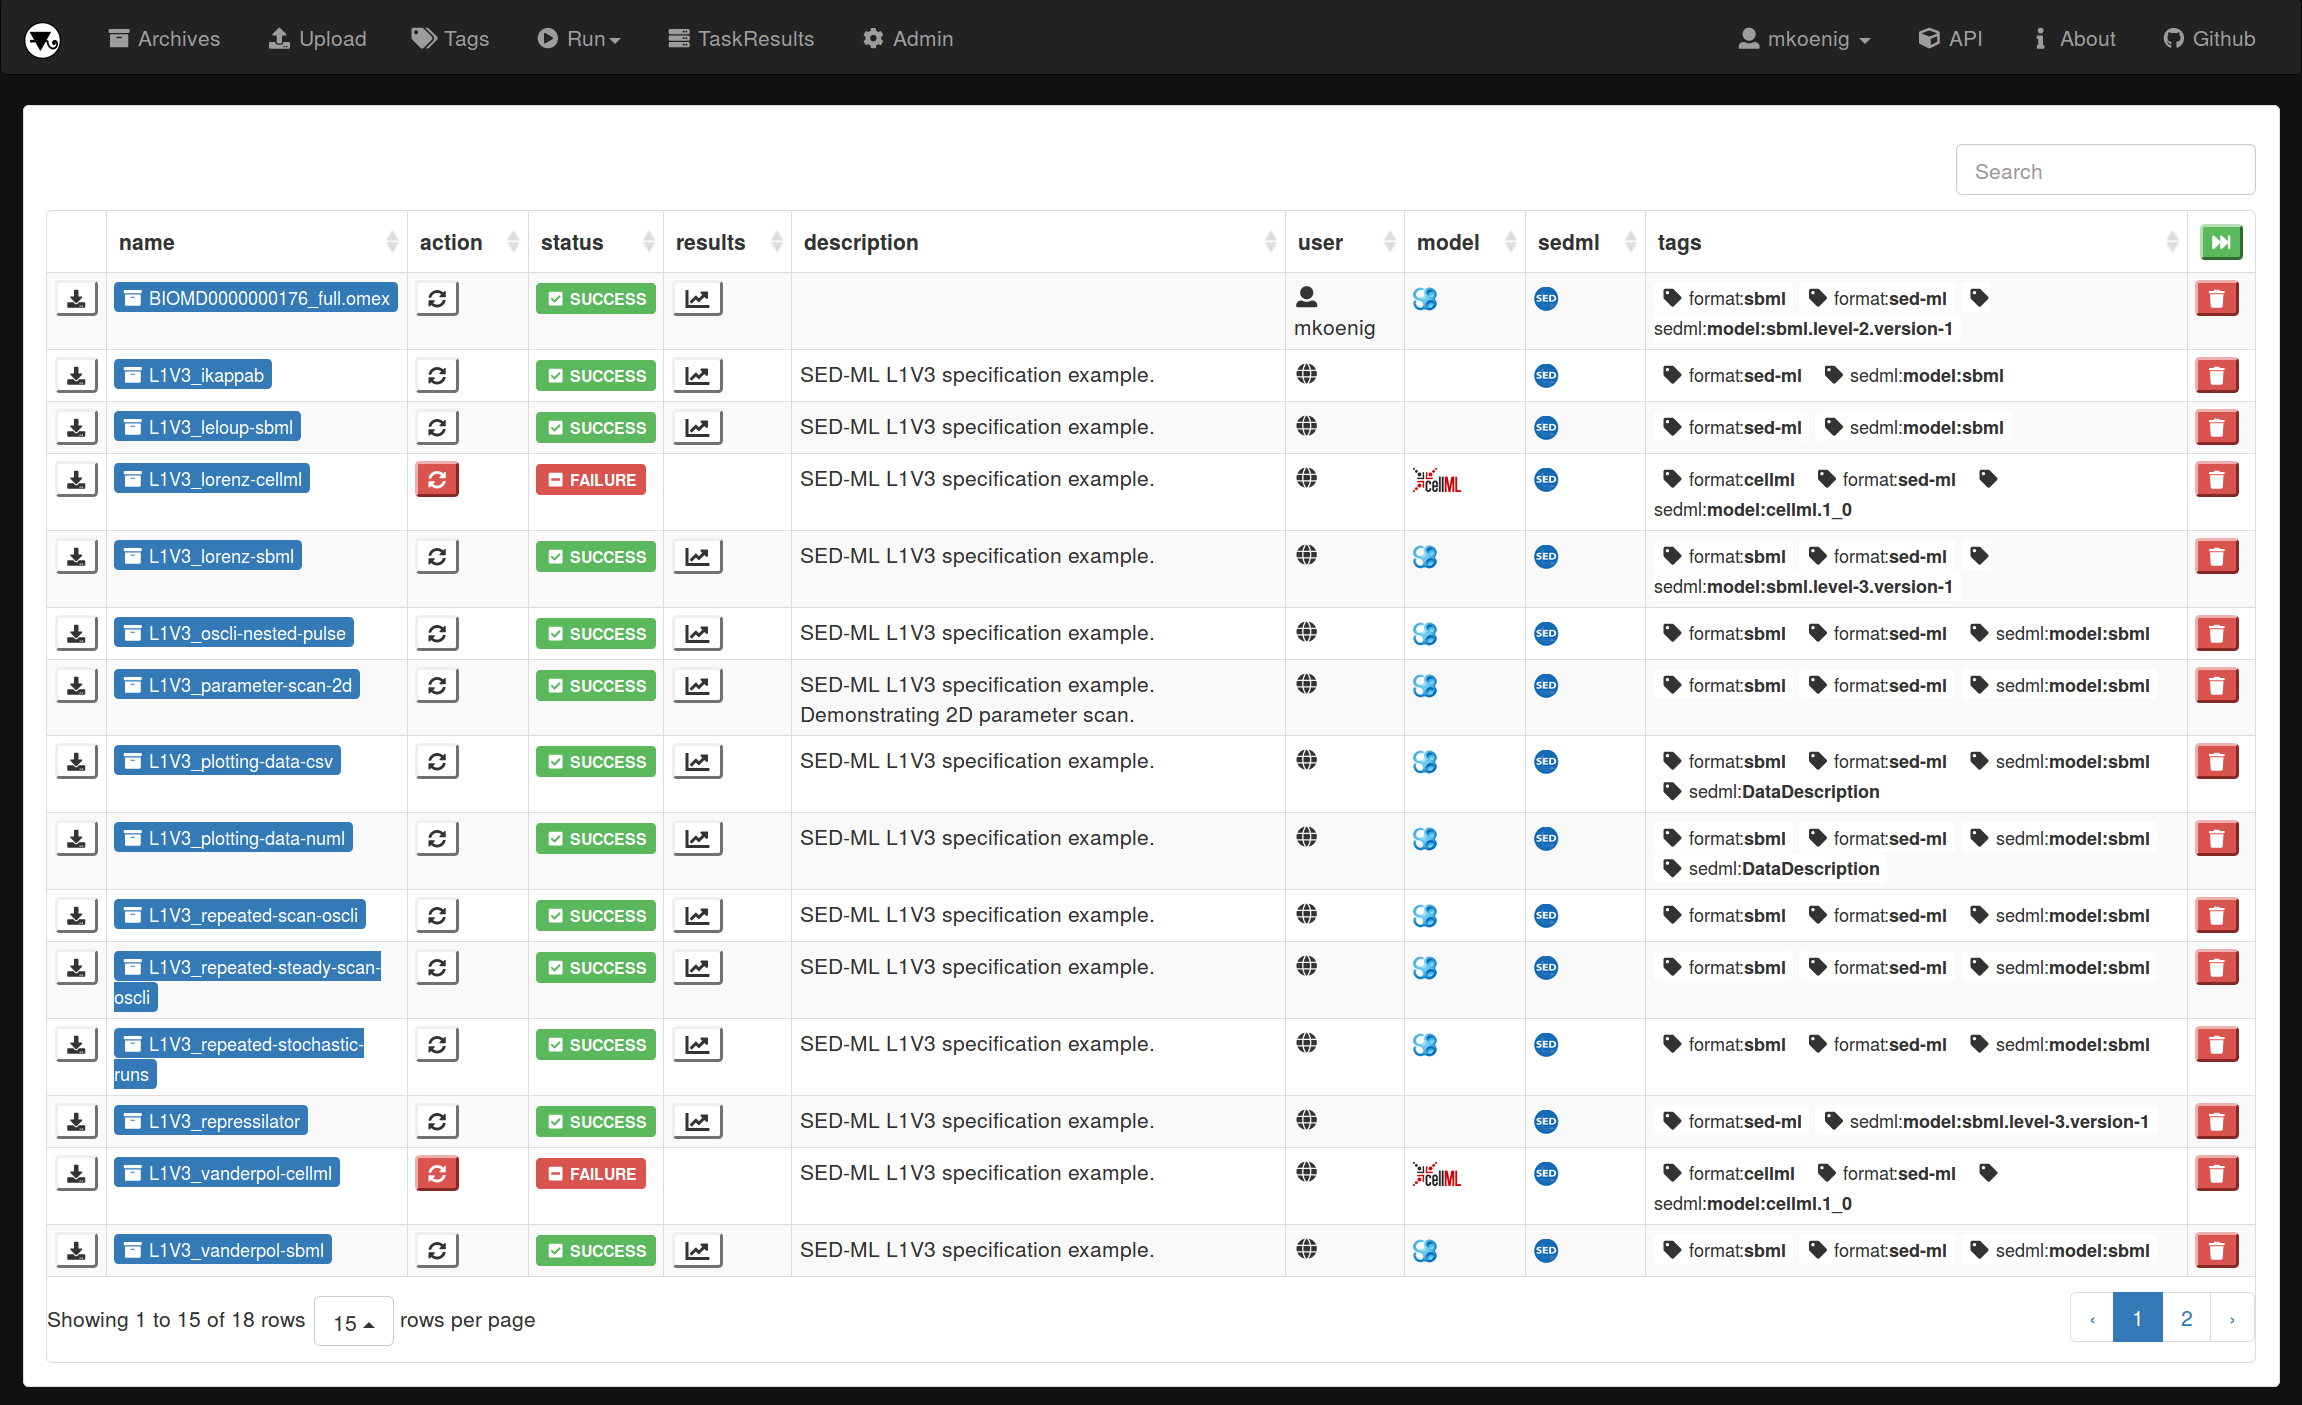 Archives Upload Tags Run TaskResults Admin mkoenig API About Github
Search
name action status results description user model sedml tags
BIOMD0000000176_full.omex SUCCESS SED format:sbml format:sed-ml
mkoenig sedml:model:sbml.level-2.version-1
L1V3_ikappab SUCCESS SED-ML L1V3 specification example. SED format:sed-ml sedml:model:sbml
L1V3_leloup-sbml SUCCESS SED-ML L1V3 specification example. SED format:sed-ml sedml:model:sbml
L1V3_lorenz-cellml FAILURE SED-ML L1V3 specification example. cellML SED format:cellml format:sed-ml
sedml:model:cellml.1_0
L1V3_lorenz-sbml SUCCESS SED-ML L1V3 specification example. SED format:sbml format:sed-ml
sedml:model:sbml.level-3.version-1
L1V3_oscli-nested-pulse SUCCESS SED-ML L1V3 specification example. SED format:sbml format:sed-ml sedml:model:sbml
L1V3_parameter-scan-2d SUCCESS SED-ML L1V3 specification example. SED format:sbml format:sed-ml sedml:model:sbml
Demonstrating 2D parameter scan.
L1V3_plotting-data-csv SUCCESS SED-ML L1V3 specification example. SED format:sbml format:sed-ml sedml:model:sbml
sedml:DataDescription
L1V3_plotting-data-numl SUCCESS SED-ML L1V3 specification example. SED format:sbml format:sed-ml sedml:model:sbml
sedml:DataDescription
L1V3_repeated-scan-oscli SUCCESS SED-ML L1V3 specification example. SED format:sbml format:sed-ml sedml:model:sbml
L1V3_repeated-steady-scan- SUCCESS SED-ML L1V3 specification example. SED format:sbml format:sed-ml sedml:model:sbml
oscli
L1V3_repeated-stochastic- SUCCESS SED-ML L1V3 specification example. SED format:sbml format:sed-ml sedml:model:sbml
runs
L1V3_repressilator SUCCESS SED-ML L1V3 specification example. SED format:sed-ml sedml:model:sbml.level-3.version-1
L1V3_vanderpol-cellml FAILURE SED-ML L1V3 specification example. cellML SED format:cellml format:sed-ml
sedml:model:cellml.1_0
L1V3_vanderpol-sbml SUCCESS SED-ML L1V3 specification example. SED format:sbml format:sed-ml sedml:model:sbml
Showing 1 to 15 of 18 rows 15 rows per page ‹ 1 2 ›